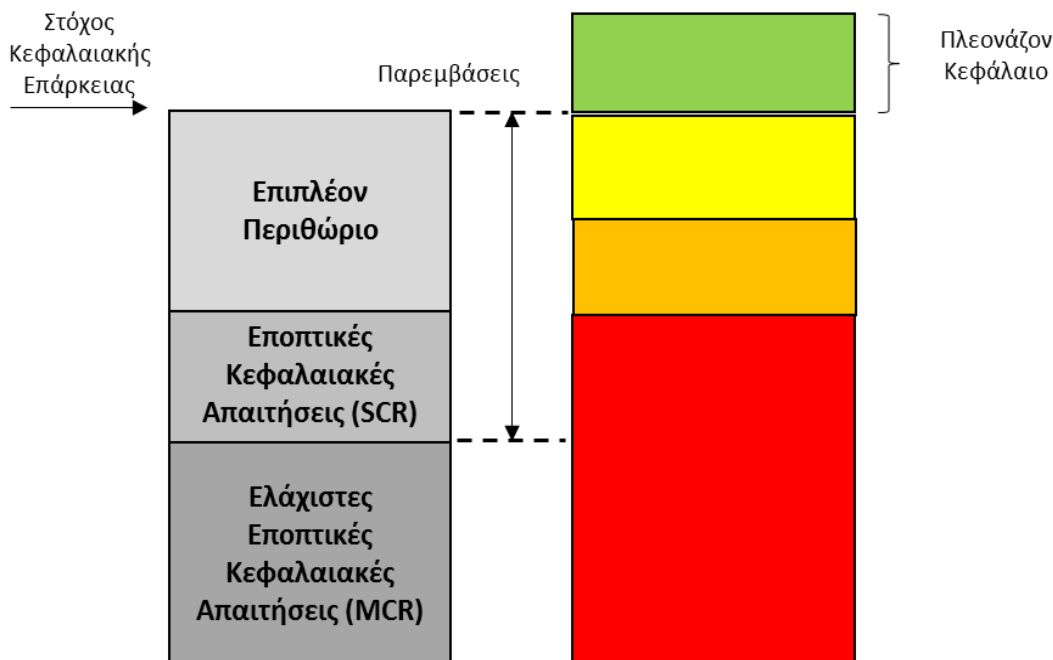 Στόχος
Κεφαλαιακής
Επάρκειας
Παρεμβάσεις
Πλεονάζον
Κεφάλαιο
Επιπλέον
Περιθώριο
Εποπτικές
Κεφαλαιακές
Απαιτήσεις (SCR)
Ελάχιστες
Εποπτικές
Κεφαλαιακές
Απαιτήσεις (MCR)